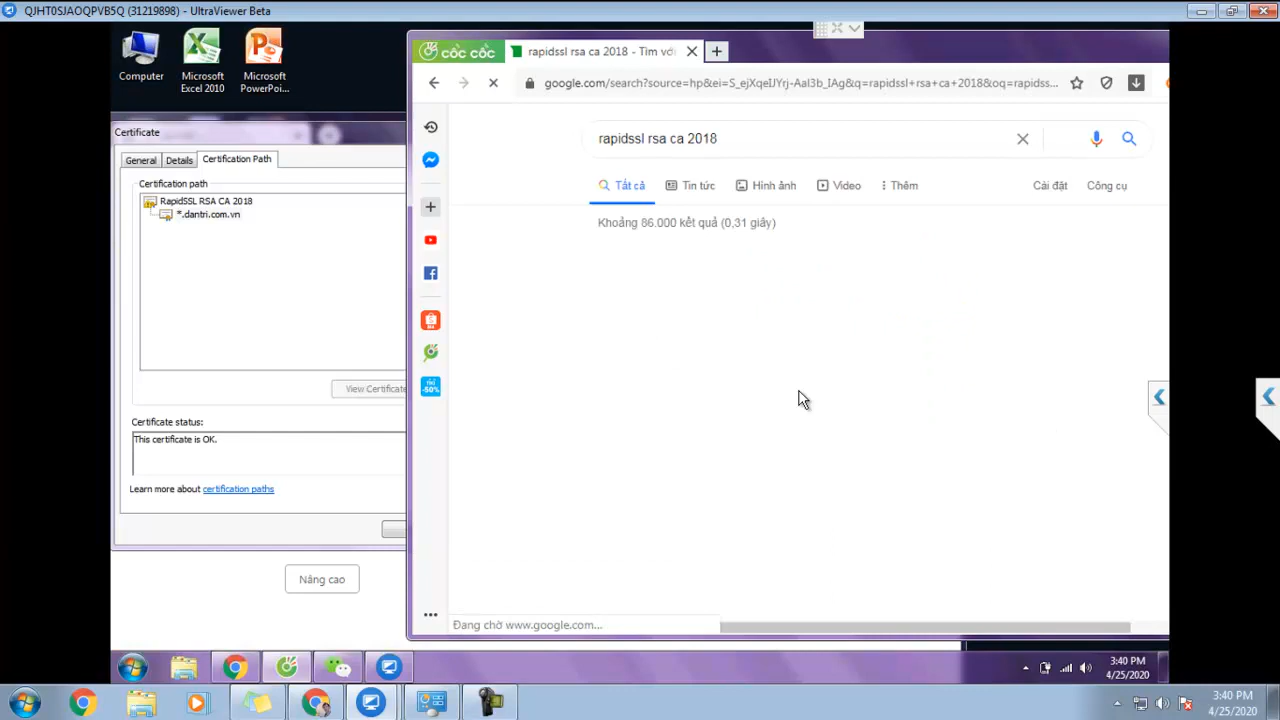 QJHT0SJAOQPVB5Q (31219898) - UltraViewer Beta
Computer
Microsoft Excel 2010
Microsoft PowerPoi...
cốc cốc
rapidssl rsa ca 2018 - Tìm với
google.com/search?source=hp&ei=S_ejXqeIJYrj-AaI3b_IAg&q=rapidssl+rsa+ca+2018&oq=rapidss...
Certificate
General
Details
Certification Path
Certification path
RapidSSL RSA CA 2018
*.dantri.com.vn
View Certificate
Certificate status:
This certificate is OK.
Learn more about certification paths
Nâng cao
rapidssl rsa ca 2018
Tất cả
Tin tức
Hình ảnh
Video
Thêm
Cài đặt
Công cụ
Khoảng 86.000 kết quả (0,31 giây)
-50%
Đang chờ www.google.com...
3:40 PM
4/25/2020
3:40 PM
4/25/2020